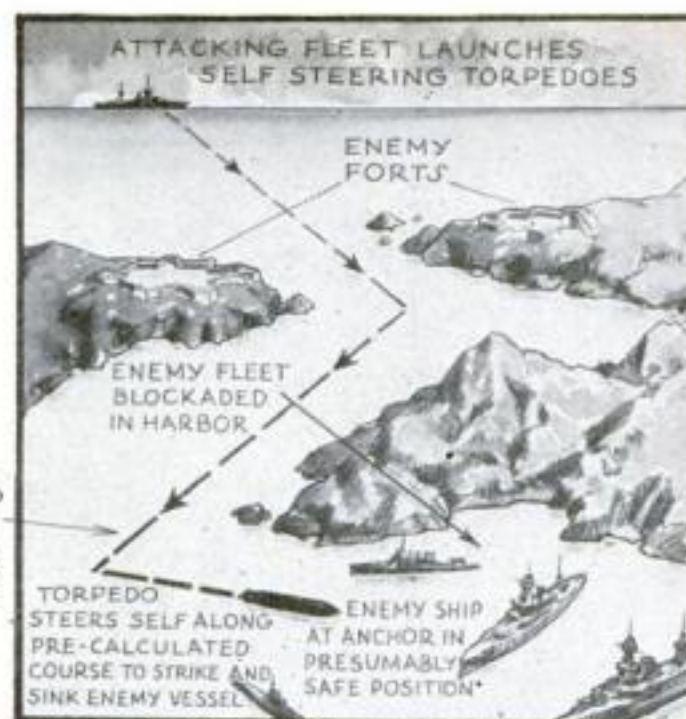 ATTACKING FLEET LAUNCHES
SELF STEERING TORPEDOES
ENEMY
FORTS
ENEMY FLEET
BLOCKADED
IN HARBOR
TORPEDO
STEERS SELF ALONG
PRE-CALCULATED
COURSE TO STRIKE AND
SINK ENEMY VESSEL
ENEMY SHIP
AT ANCHOR IN
PRESUMABLY
SAFE POSITION"